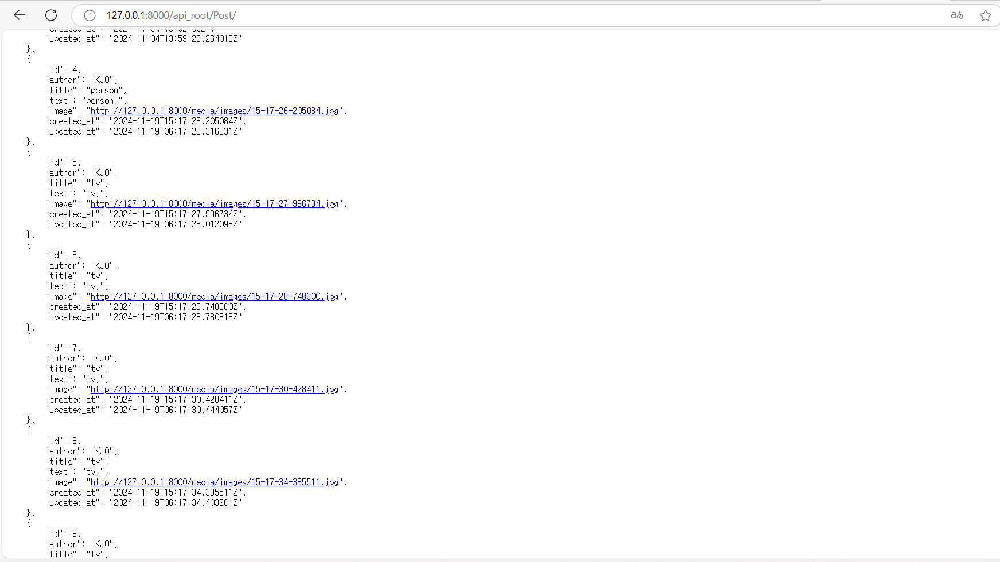 127.0.0.1:8000/api_root/Post/
"updated_at": "2024-11-04T13:59:26.264013Z"
},
{
"id": 4,
"author": "KJO",
"title": "person",
"text": "person,",
"image": "http://127.0.0.1:8000/media/images/15-17-26-205084.jpg",
"created_at": "2024-11-19T15:17:26.205084Z",
"updated_at": "2024-11-19T06:17:26.316631Z"
},
{
"id": 5,
"author": "KJO",
"title": "tv",
"text": "tv,",
"image": "http://127.0.0.1:8000/media/images/15-17-27-996734.jpg",
"created_at": "2024-11-19T15:17:27.996734Z",
"updated_at": "2024-11-19T06:17:28.012098Z"
},
{
"id": 6,
"author": "KJO",
"title": "tv",
"text": "tv,",
"image": "http://127.0.0.1:8000/media/images/15-17-28-748300.jpg",
"created_at": "2024-11-19T15:17:28.748300Z",
"updated_at": "2024-11-19T06:17:28.780613Z"
},
{
"id": 7,
"author": "KJO",
"title": "tv",
"text": "tv,",
"image": "http://127.0.0.1:8000/media/images/15-17-30-428411.jpg",
"created_at": "2024-11-19T15:17:30.428411Z",
"updated_at": "2024-11-19T06:17:30.444057Z"
},
{
"id": 8,
"author": "KJO",
"title": "tv",
"text": "tv,",
"image": "http://127.0.0.1:8000/media/images/15-17-34-385511.jpg",
"created_at": "2024-11-19T15:17:34.385511Z",
"updated_at": "2024-11-19T06:17:34.403201Z"
},
{
"id": 9,
"author": "KJO",
"title": "tv",